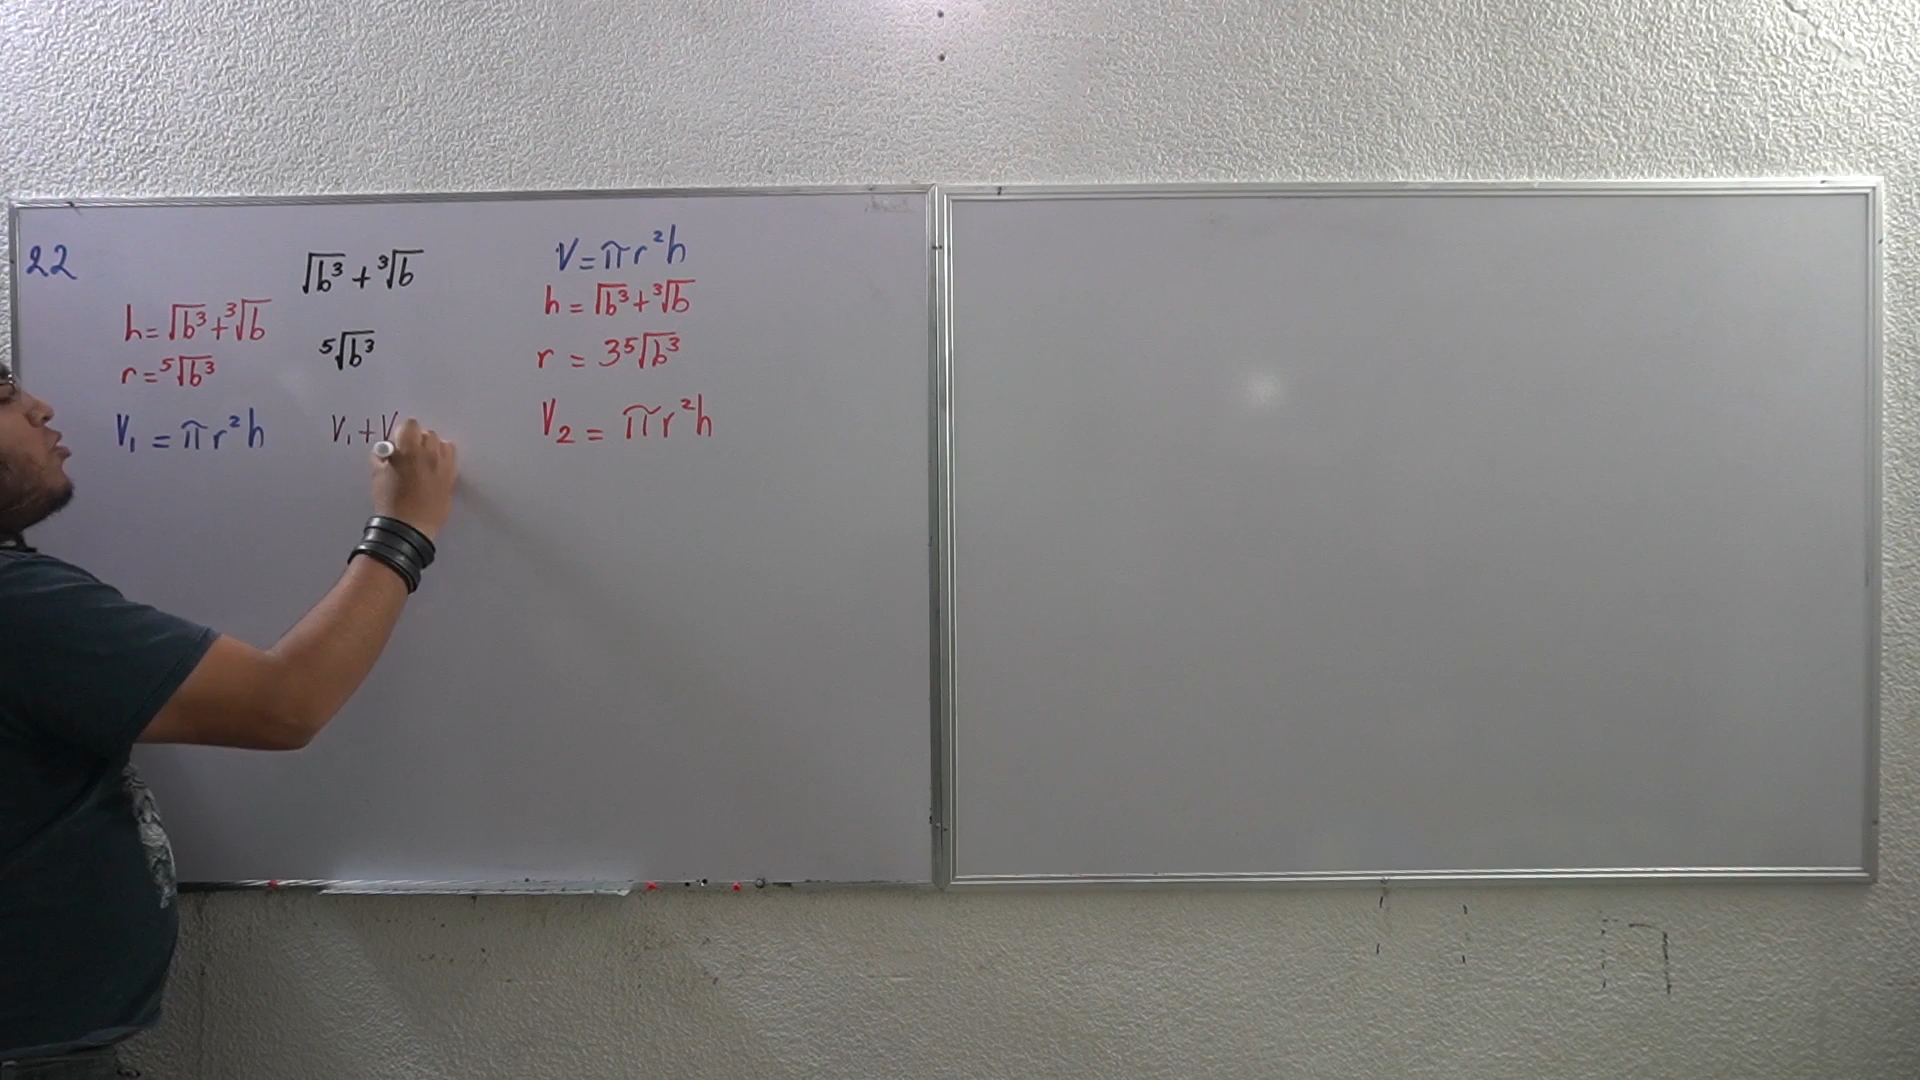 22
√b³ + ³√b
h = √b³ + ³√b
r = ⁵√b³
⁵√b³
V₁ = πr²h
V₁ + V
V = πr²h
h = √b³ + ³√b
r = 3⁵√b³
V₂ = πr²h